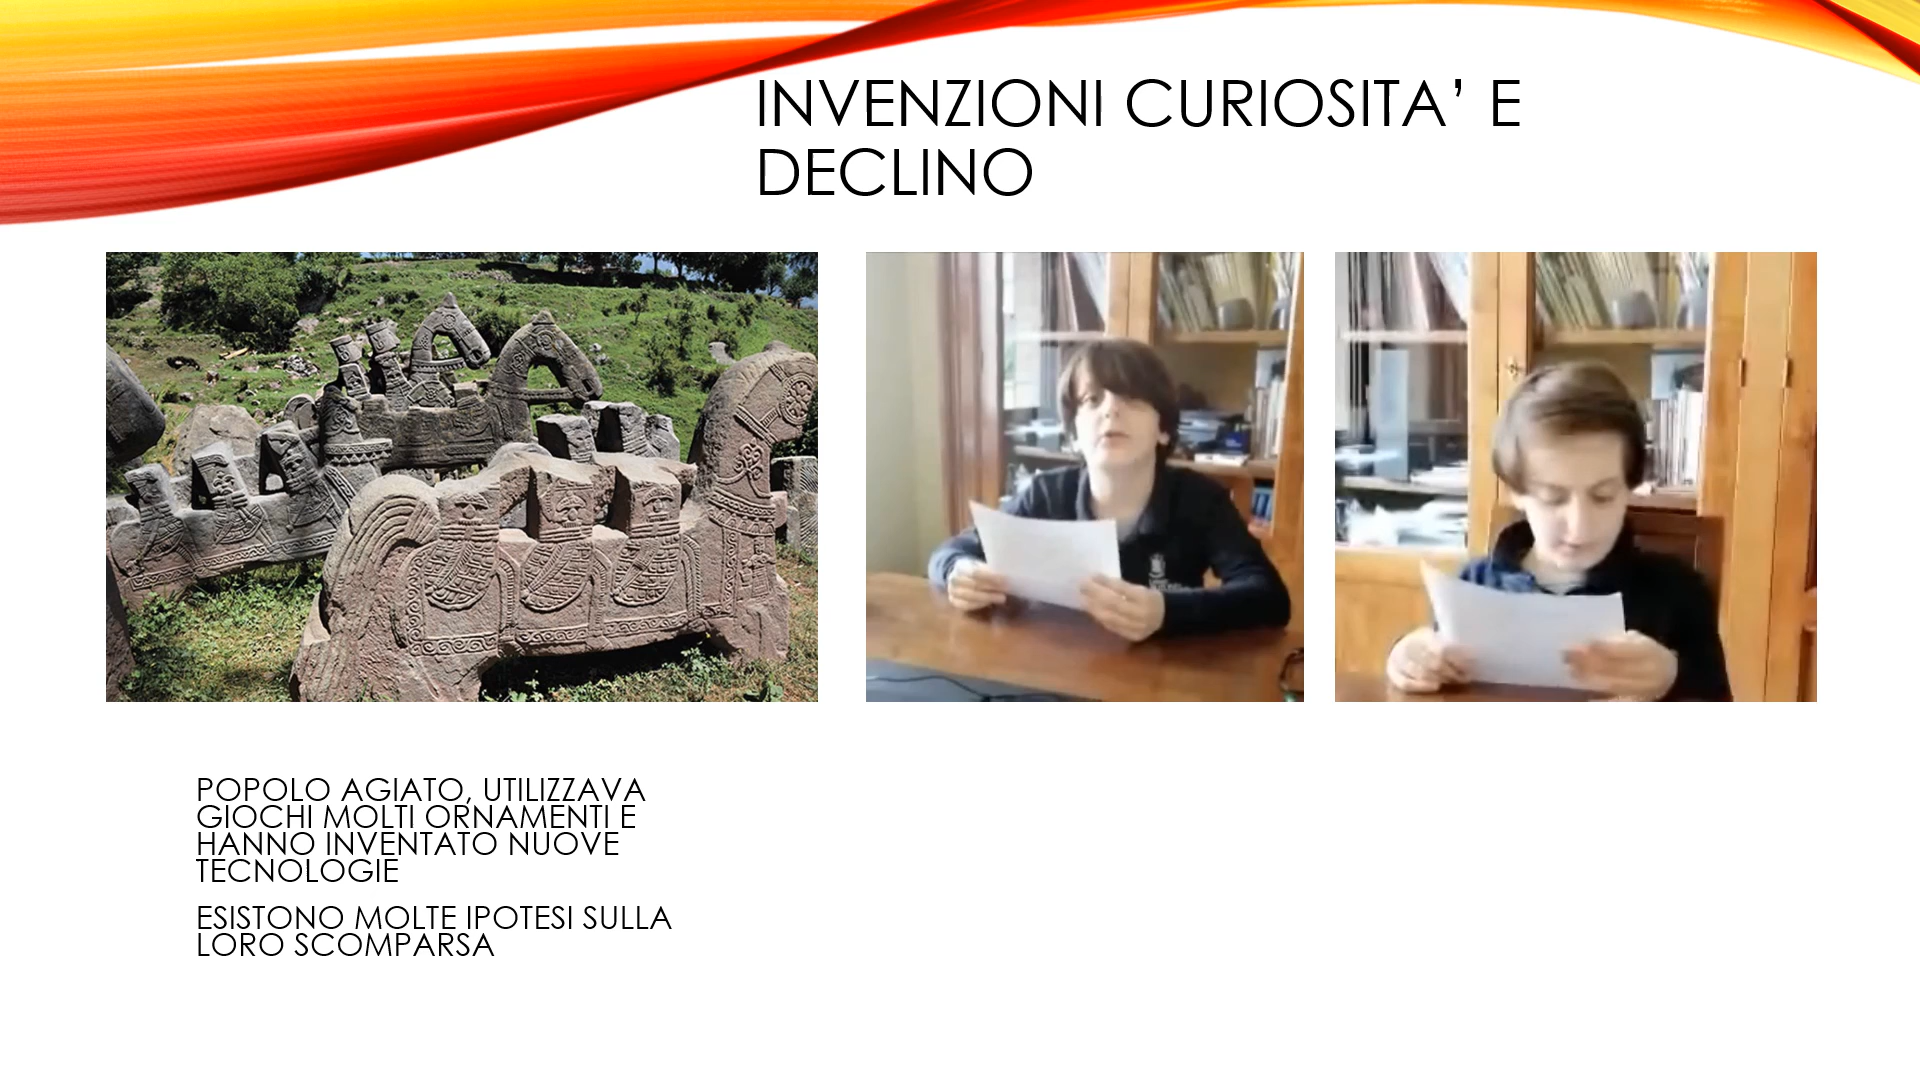 INVENZIONI CURIOSITA’ E
DECLINO
POPOLO AGIATO, UTILIZZAVA
GIOCHI MOLTI ORNAMENTI E
HANNO INVENTATO NUOVE
TECNOLOGIE
ESISTONO MOLTE IPOTESI SULLA
LORO SCOMPARSA